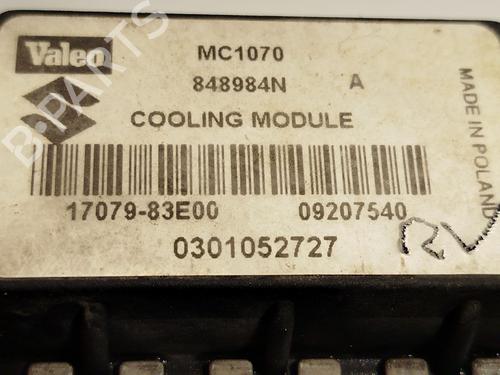 Valeo
MC1070
848984N A
COOLING MODULE
17079-83E00 09207540
0301052727
MADE IN POLAND
B-PARTS